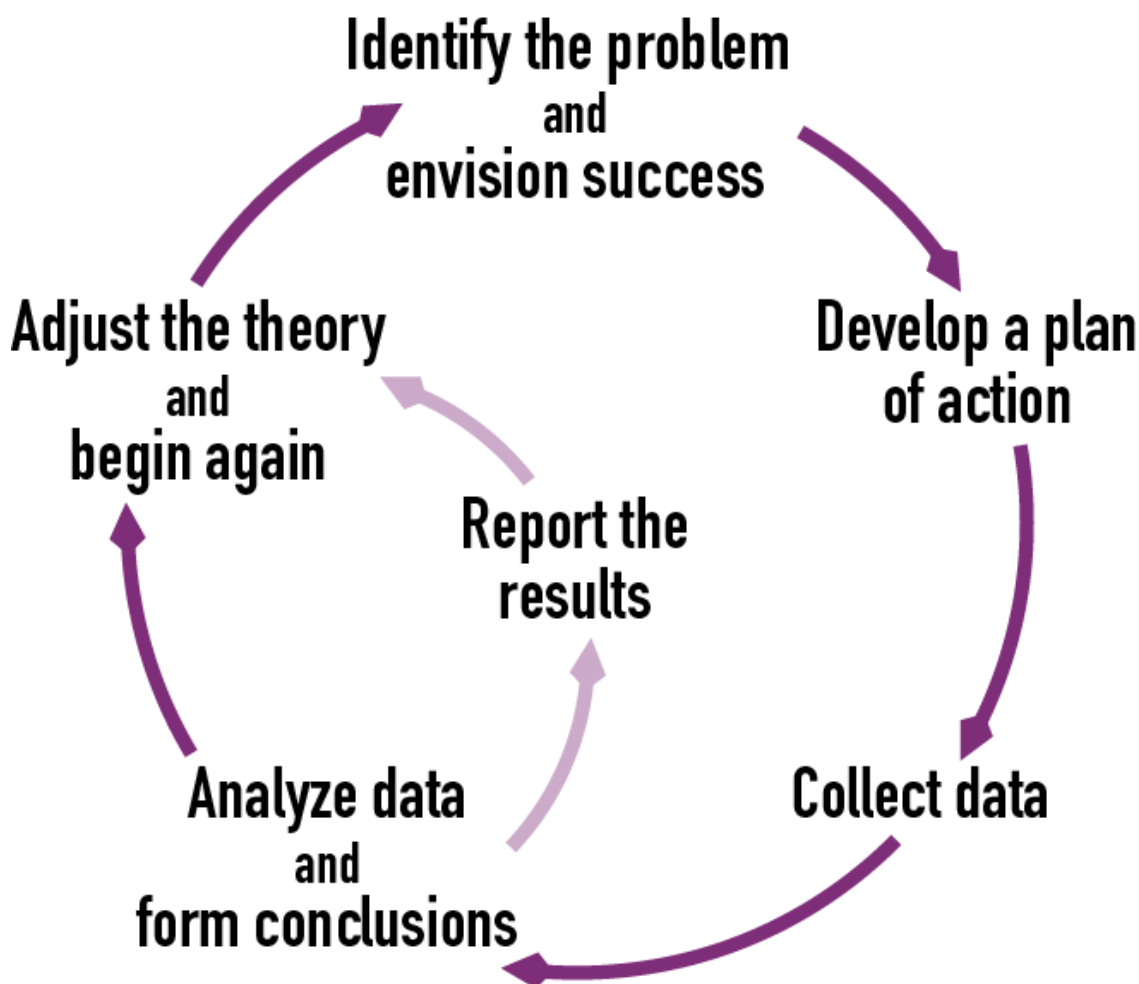 Identify the problem
and
envision success
Develop a plan
of action
Collect data
Analyze data
and
form conclusions
Report the
results
Adjust the theory
and
begin again